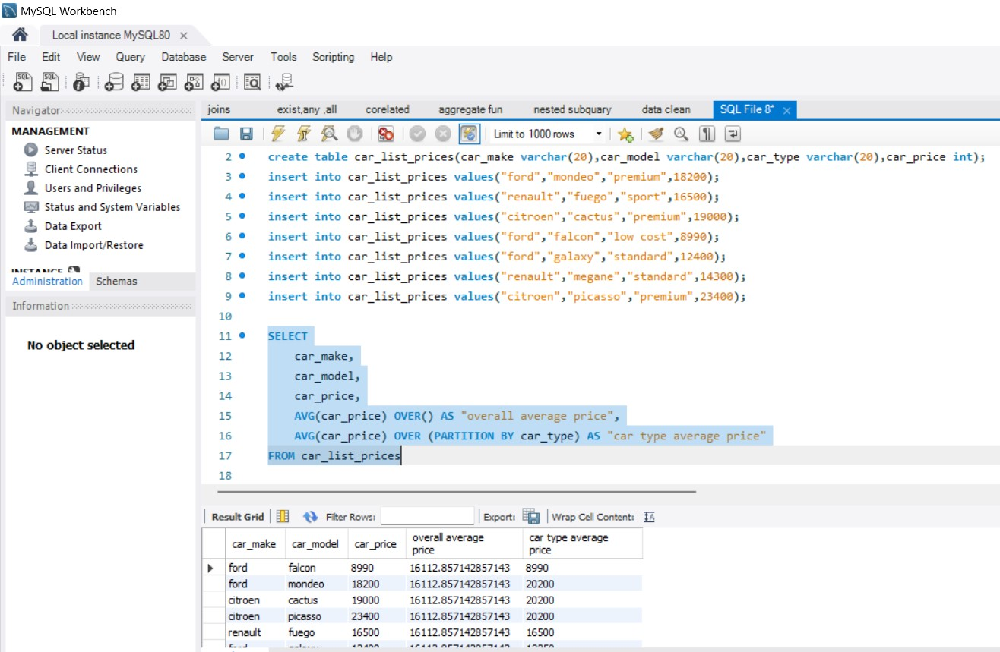 MySQL Workbench
Local instance MySQL80
File Edit View Query Database Server Tools Scripting Help
Navigator
MANAGEMENT
Server Status
Client Connections
Users and Privileges
Status and System Variables
Data Export
Data Import/Restore
INSTANCE
Administration Schemas
Information
No object selected
joins exist,any ,all corelated aggregate fun nested subquary data clean SQL File 8*
Limit to 1000 rows
2 create table car_list_prices(car_make varchar(20),car_model varchar(20),car_type varchar(20),car_price int);
3 insert into car_list_prices values("ford","mondeo","premium",18200);
4 insert into car_list_prices values("renault","fuego","sport",16500);
5 insert into car_list_prices values("citroen","cactus","premium",19000);
6 insert into car_list_prices values("ford","falcon","low cost",8990);
7 insert into car_list_prices values("ford","galaxy","standard",12400);
8 insert into car_list_prices values("renault","megane","standard",14300);
9 insert into car_list_prices values("citroen","picasso","premium",23400);
10
11 SELECT
12 car_make,
13 car_model,
14 car_price,
15 AVG(car_price) OVER() AS "overall average price",
16 AVG(car_price) OVER (PARTITION BY car_type) AS "car type average price"
17 FROM car_list_prices
18
Result Grid Filter Rows: Export: Wrap Cell Content:
car_make car_model car_price overall average price car type average price
ford falcon 8990 16112.857142857143 8990
ford mondeo 18200 16112.857142857143 20200
citroen cactus 19000 16112.857142857143 20200
citroen picasso 23400 16112.857142857143 20200
renault fuego 16500 16112.857142857143 16500
ford galaxy 12400 16112.857142857143 13350